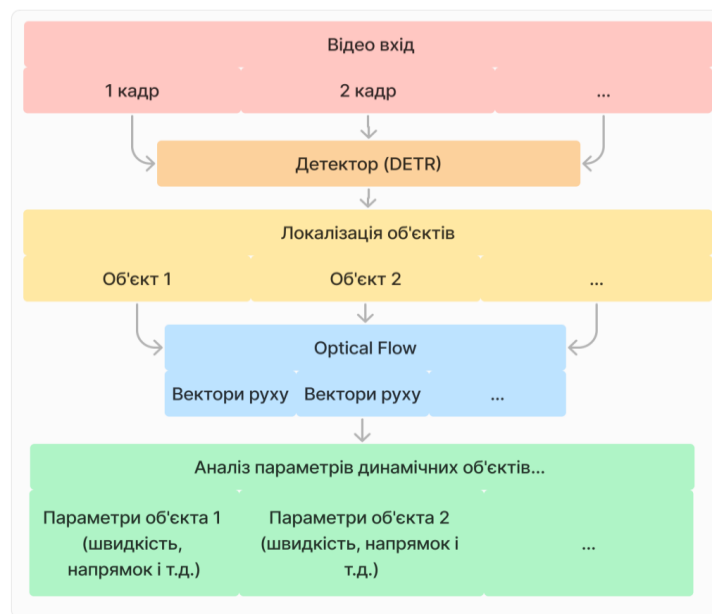 Відео вхід
1 кадр
2 кадр
...
Детектор (DETR)
Локалізація об'єктів
Об'єкт 1
Об'єкт 2
...
Optical Flow
Вектори руху
Вектори руху
...
Аналіз параметрів динамічних об'єктів...
Параметри об'єкта 1
(швидкість,
напрямок і т.д.)
Параметри об'єкта 2
(швидкість, напрямок і
т.д.)
...